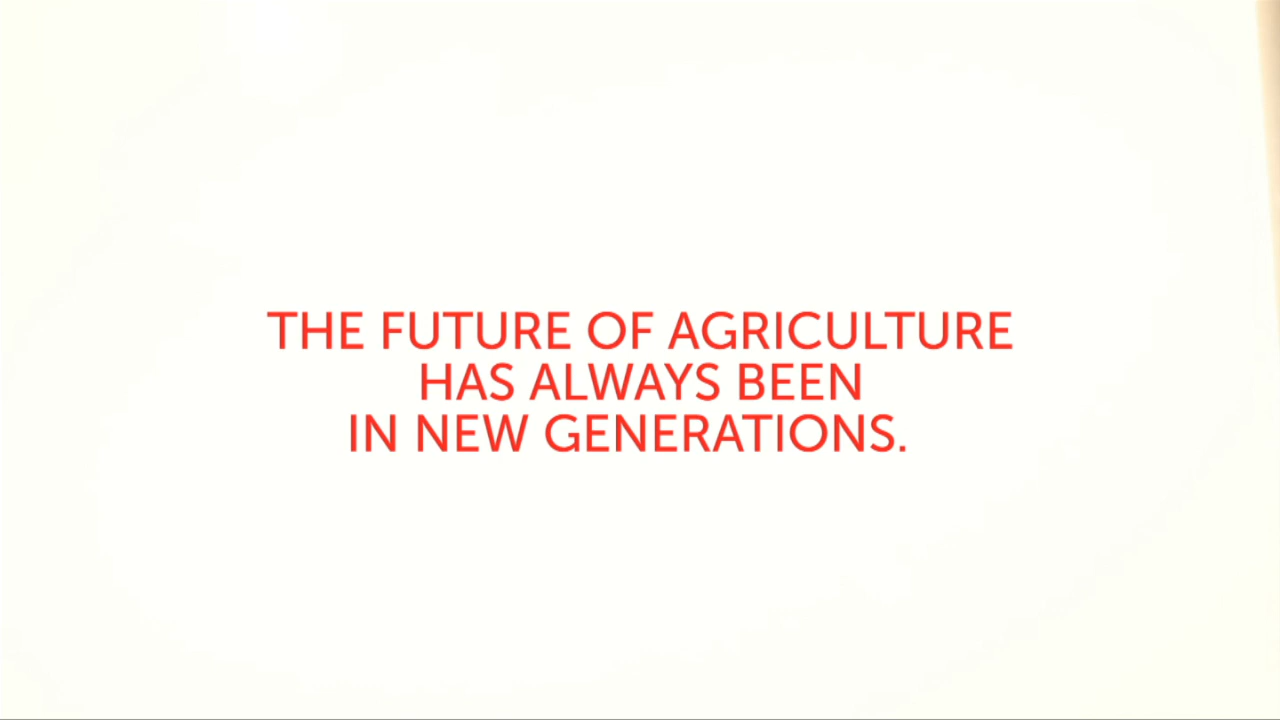 THE FUTURE OF AGRICULTURE
HAS ALWAYS BEEN
IN NEW GENERATIONS.